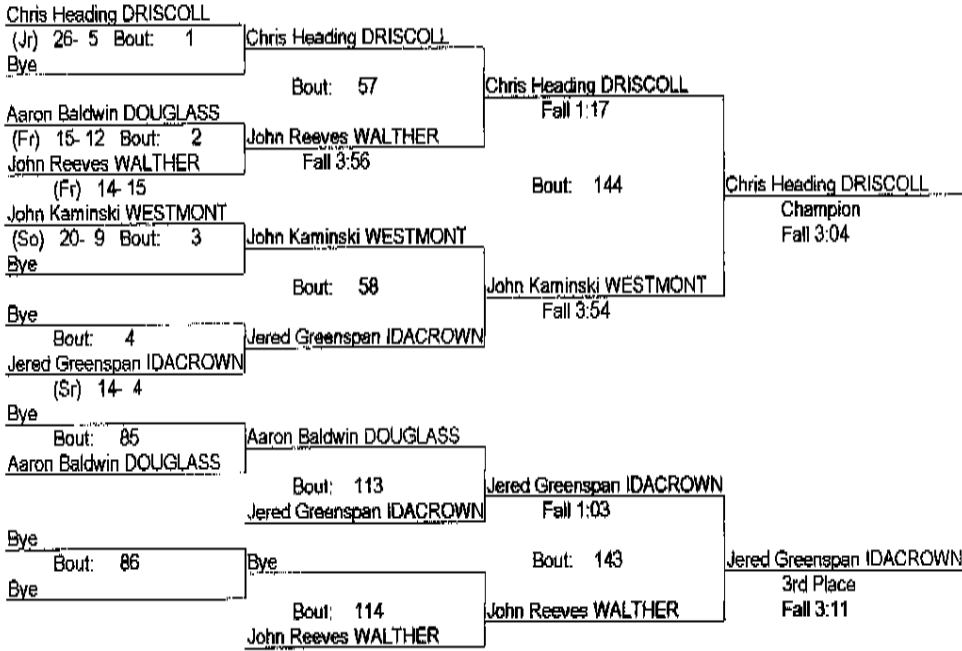 Chris Heading DRISCOLL
(Jr) 26- 5 Bout: 1
Bye
Chris Heading DRISCOLL
Bout: 57
Aaron Baldwin DOUGLASS
(Fr) 15- 12 Bout: 2
John Reeves WALTHER
(Fr) 14- 15
John Reeves WALTHER
Fall 3:56
Chris Heading DRISCOLL
Fall 1:17
Bout: 144
Chris Heading DRISCOLL
Champion
Fall 3:04
John Kaminski WESTMONT
(So) 20- 9 Bout: 3
Bye
John Kaminski WESTMONT
Bout: 58
John Kaminski WESTMONT
Fall 3:54
Bye
Bout: 4
Jered Greenspan IDACROWN
(Sr) 14- 4
Jered Greenspan IDACROWN
Bye
Bout: 85
Aaron Baldwin DOUGLASS
Aaron Baldwin DOUGLASS
Bout: 113
Jered Greenspan IDACROWN
Jered Greenspan IDACROWN
Fall 1:03
Bout: 143
Jered Greenspan IDACROWN
3rd Place
Fall 3:11
Bye
Bout: 86
Bye
Bye
Bout: 114
John Reeves WALTHER
John Reeves WALTHER